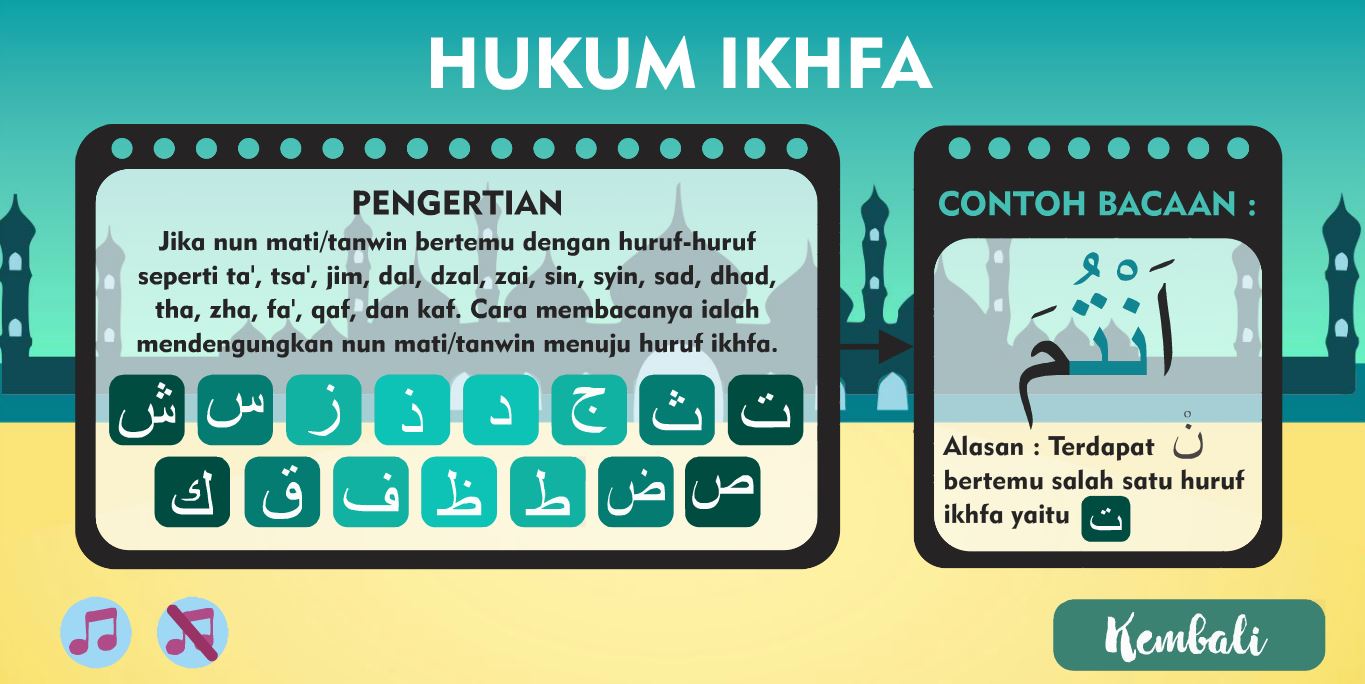 HUKUM IKHFA
PENGERTIAN
Jika nun mati/tanwin bertemu dengan huruf-huruf
seperti ta', tsa', jim, dal, dzal, zai, sin, syin, sad, dhad,
tha, zha, fa', qaf, dan kaf. Cara membacanya ialah
mendengungkan nun mati/tanwin menuju huruf ikhfa.
ت ث ج د ذ ز س ش
ص ض ط ظ ف ق ك
CONTOH BACAAN :
اَنْتُمَ
Alasan : Terdapat نْ
bertemu salah satu huruf
ikhfa yaitu ت
Kembali